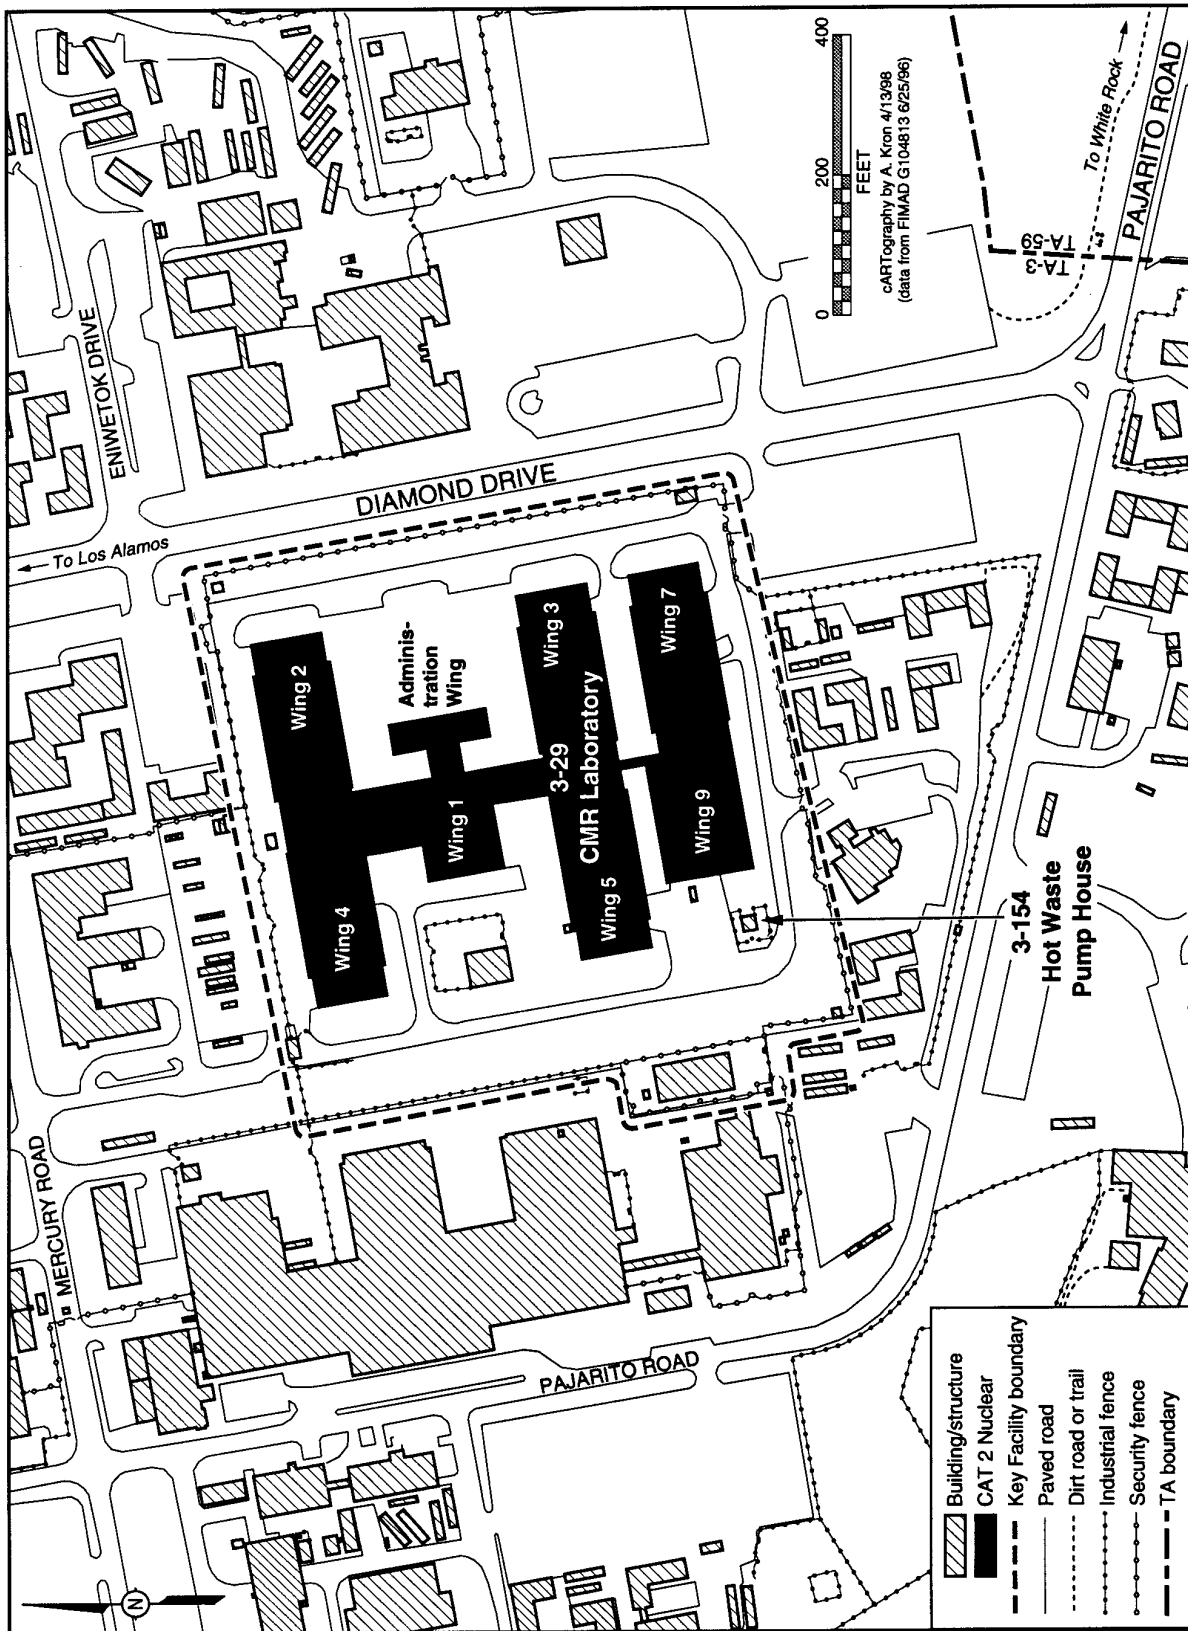 ENIWETOK DRIVE
To Los Alamos
DIAMOND DRIVE
MERCURY ROAD
PAJARITO ROAD
PAJARITO ROAD
To White Rock
TA-3
TA-59
Wing 2
Adminis-
tration
Wing
Wing 3
Wing 7
Wing 4
Wing 1
3-29
CMR Laboratory
Wing 5
Wing 9
3-154
Hot Waste
Pump House
0 200 400
FEET
cARTography by A. Kron 4/13/98
(data from FIMAD G104813 6/25/96)
N
Building/structure
CAT 2 Nuclear
Key Facility boundary
Paved road
Dirt road or trail
Industrial fence
Security fence
TA boundary